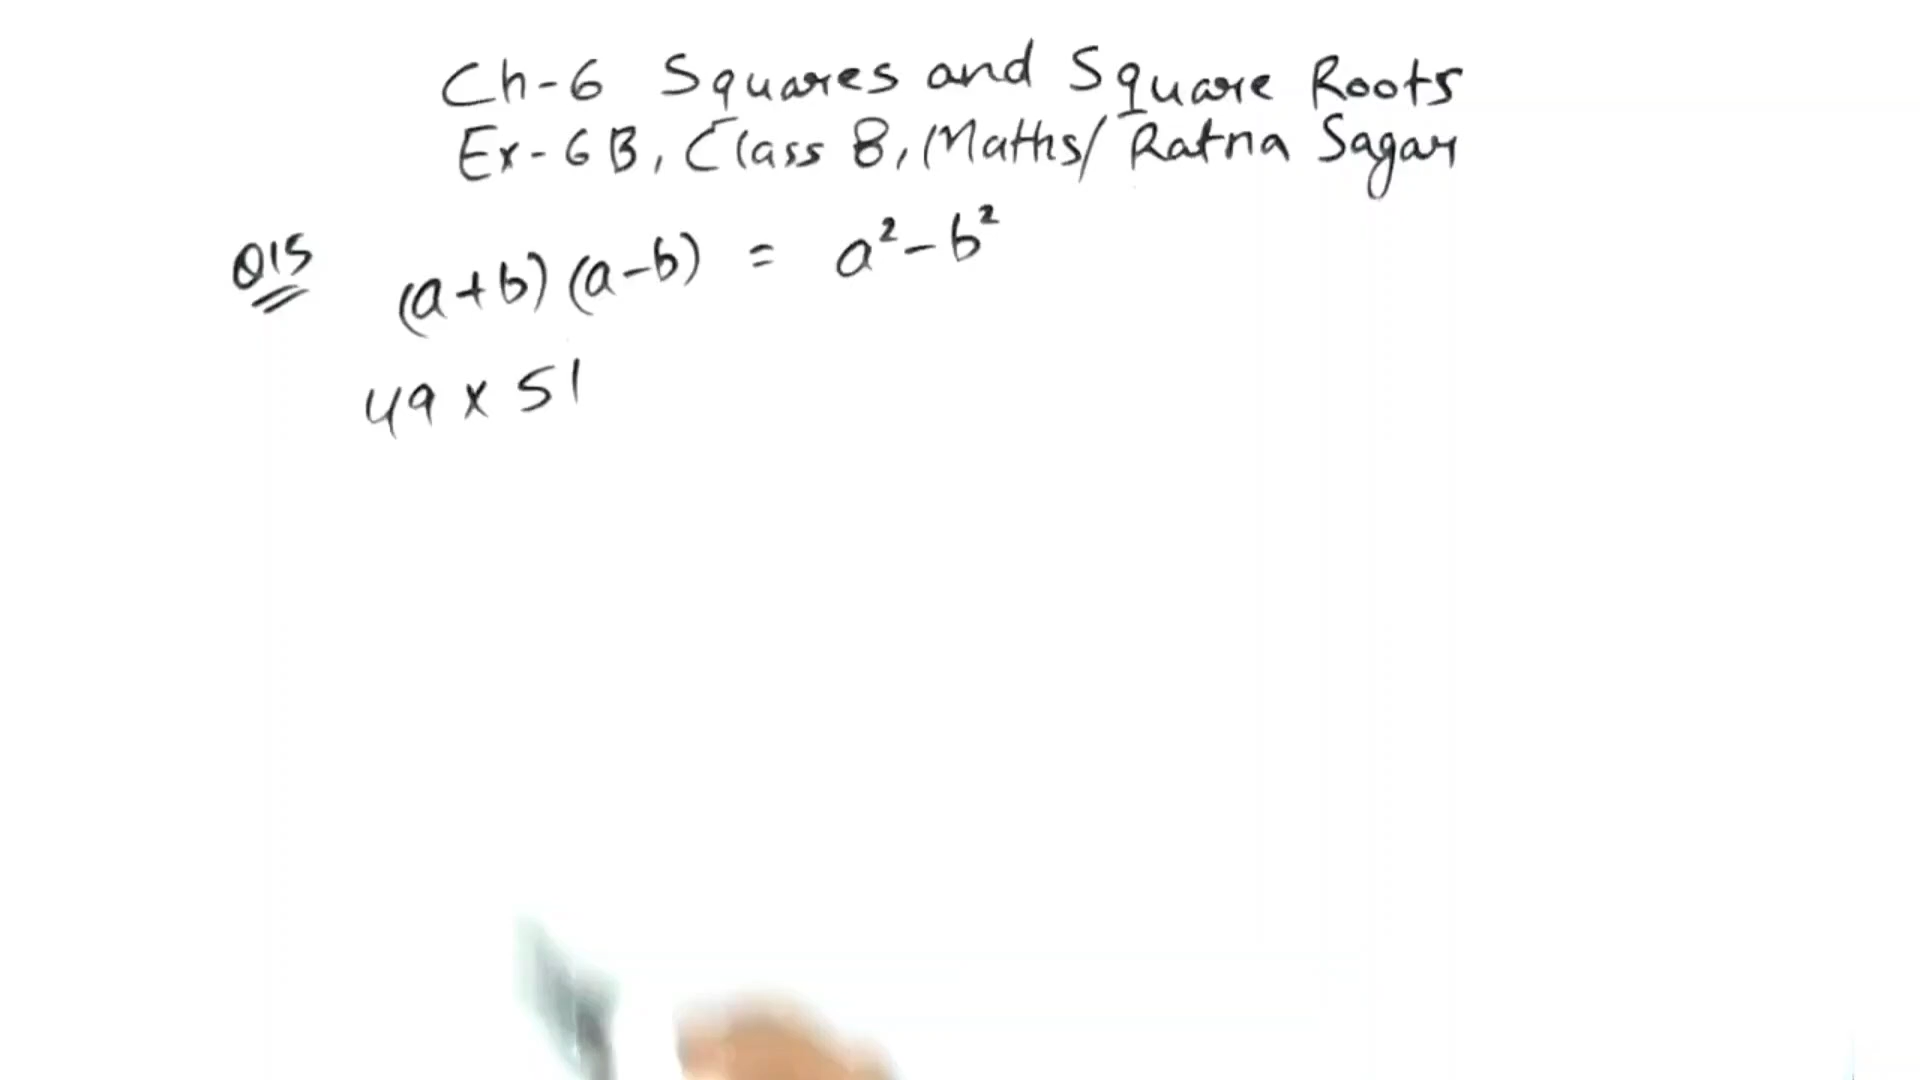 Ch-6 Squares and Square Roots
Ex-6B, Class 8, Maths/ Ratna Sagar
Q15 (a+b) (a-b) = a²-b²
49 x 51